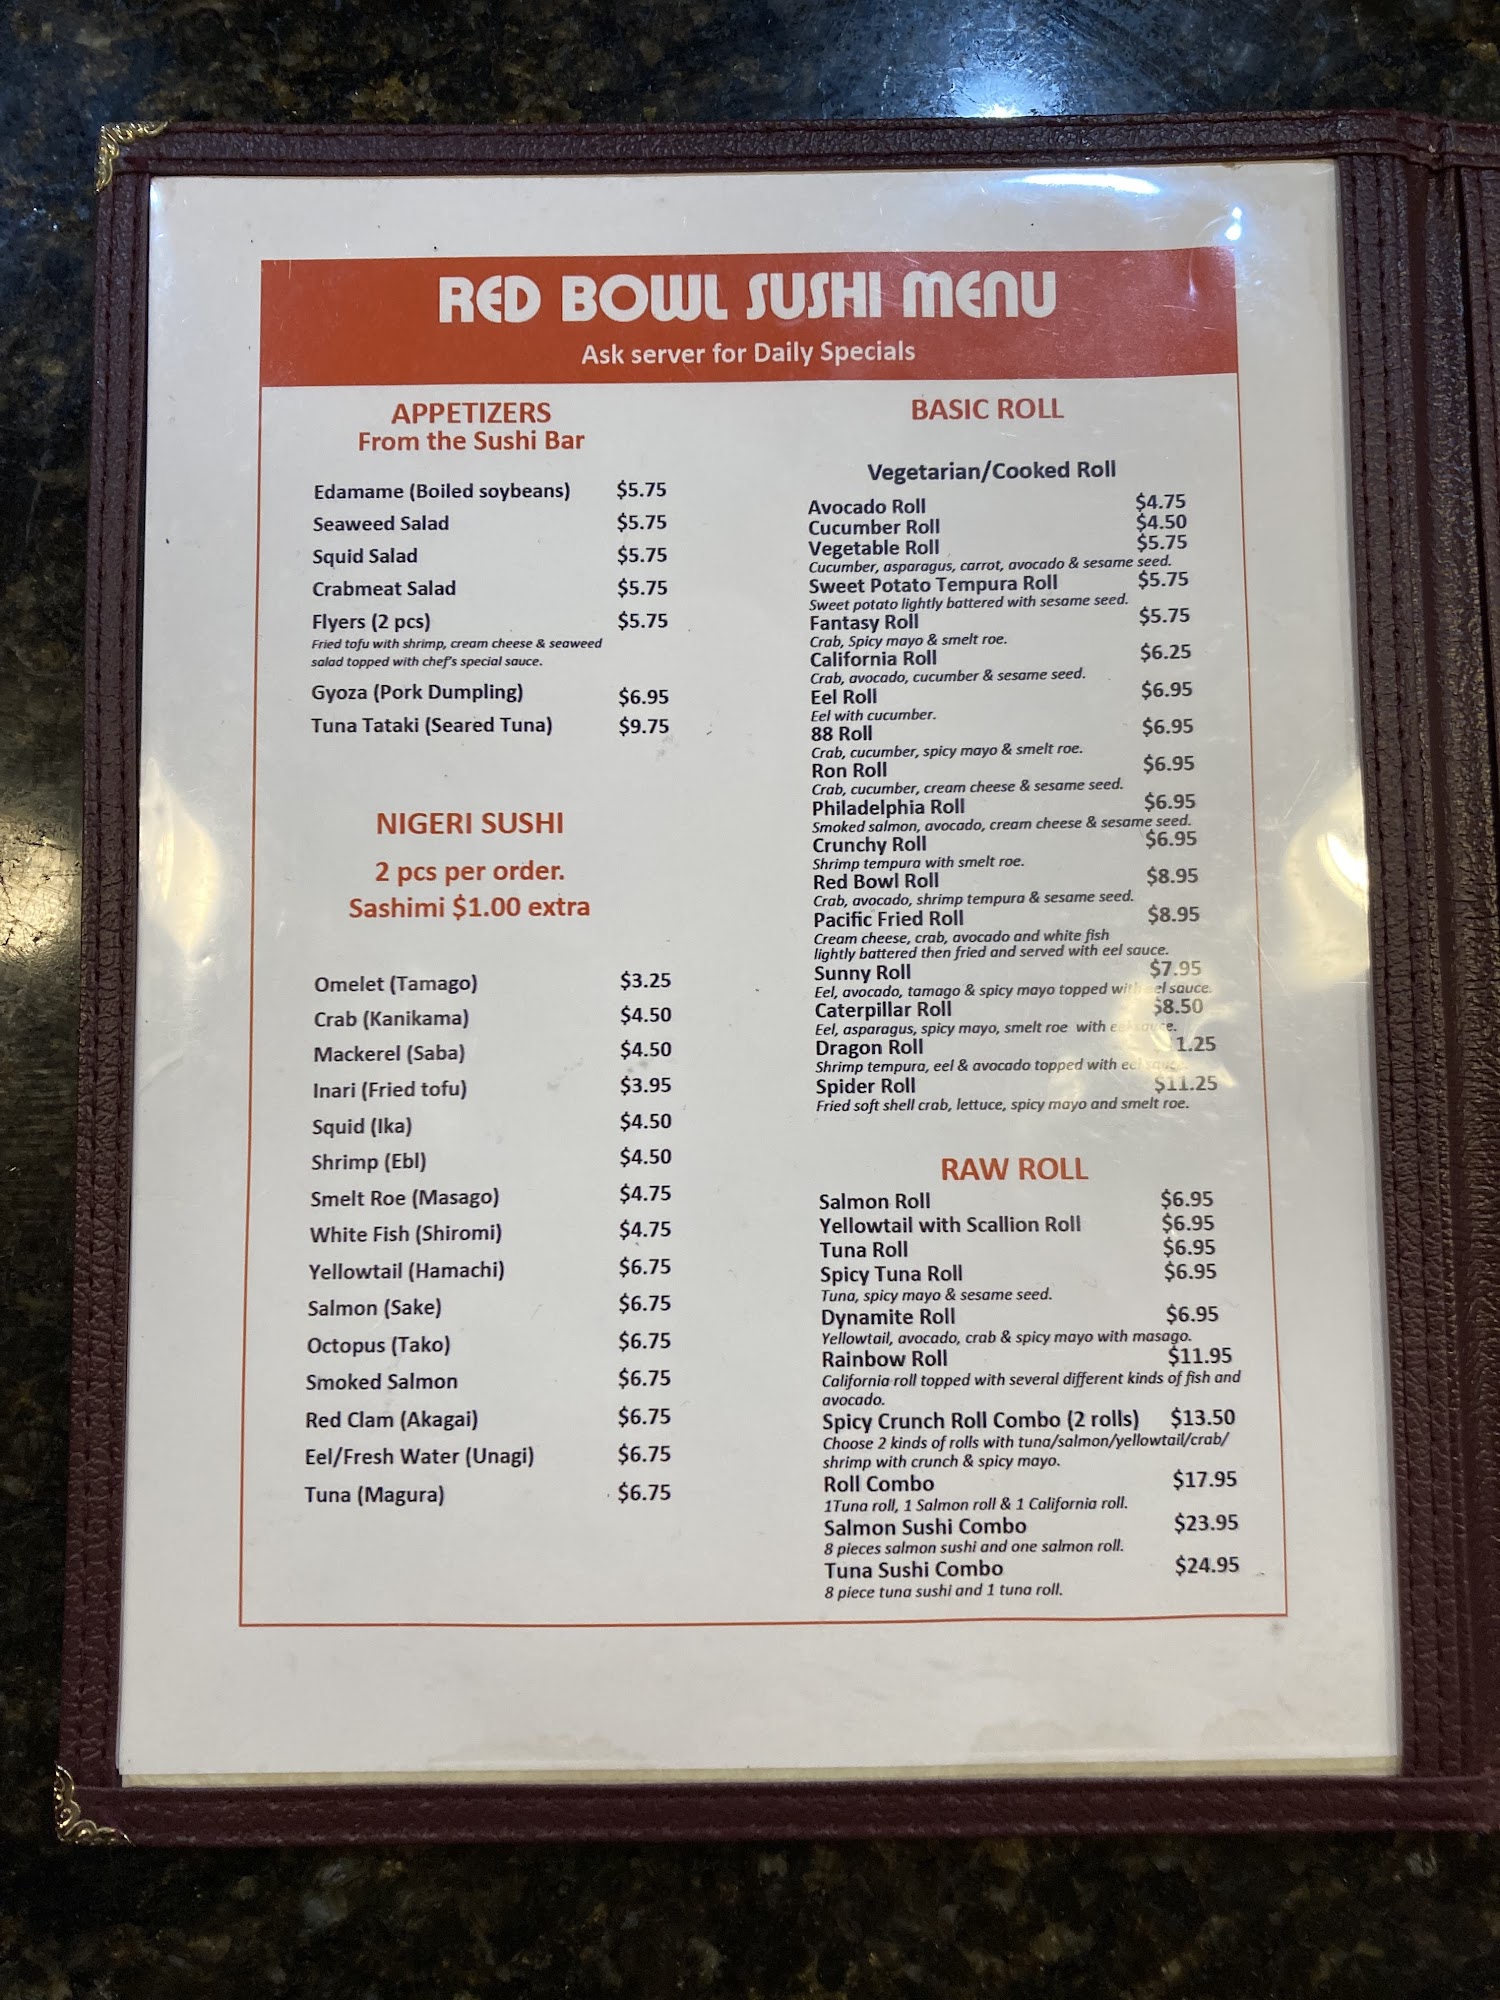 RED BOWL SUSHI MENU
Ask server for Daily Specials
APPETIZERS
From the Sushi Bar
Edamame (Boiled soybeans) $5.75
Seaweed Salad $5.75
Squid Salad $5.75
Crabmeat Salad $5.75
Flyers (2 pcs) $5.75
Fried tofu with shrimp, cream cheese & seaweed
salad topped with chef's special sauce.
Gyoza (Pork Dumpling) $6.95
Tuna Tataki (Seared Tuna) $9.75
NIGERI SUSHI
2 pcs per order.
Sashimi $1.00 extra
Omelet (Tamago) $3.25
Crab (Kanikama) $4.50
Mackerel (Saba) $4.50
Inari (Fried tofu) $3.95
Squid (Ika) $4.50
Shrimp (Ebl) $4.50
Smelt Roe (Masago) $4.75
White Fish (Shiromi) $4.75
Yellowtail (Hamachi) $6.75
Salmon (Sake) $6.75
Octopus (Tako) $6.75
Smoked Salmon $6.75
Red Clam (Akagai) $6.75
Eel/Fresh Water (Unagi) $6.75
Tuna (Magura) $6.75
BASIC ROLL
Vegetarian/Cooked Roll
Avocado Roll $4.75
Cucumber Roll $4.50
Vegetable Roll $5.75
Cucumber, asparagus, carrot, avocado & sesame seed.
Sweet Potato Tempura Roll $5.75
Sweet potato lightly battered with sesame seed.
Fantasy Roll $5.75
Crab, Spicy mayo & smelt roe.
California Roll $6.25
Crab, avocado, cucumber & sesame seed.
Eel Roll $6.95
Eel with cucumber.
88 Roll $6.95
Crab, cucumber, spicy mayo & smelt roe.
Ron Roll $6.95
Crab, cucumber, cream cheese & sesame seed.
Philadelphia Roll $6.95
Smoked salmon, avocado, cream cheese & sesame seed.
Crunchy Roll $6.95
Shrimp tempura with smelt roe.
Red Bowl Roll $8.95
Crab, avocado, shrimp tempura & sesame seed.
Pacific Fried Roll $8.95
Cream cheese, crab, avocado and white fish
lightly battered then fried and served with eel sauce.
Sunny Roll $7.95
Eel, avocado, tamago & spicy mayo topped with eel sauce.
Caterpillar Roll $8.50
Eel, asparagus, spicy mayo, smelt roe with eel sauce.
Dragon Roll
Shrimp tempura, eel & avocado topped with eel sauce.
Spider Roll $11.25
Fried soft shell crab, lettuce, spicy mayo and smelt roe.
RAW ROLL
Salmon Roll $6.95
Yellowtail with Scallion Roll $6.95
Tuna Roll $6.95
Spicy Tuna Roll $6.95
Tuna, spicy mayo & sesame seed.
Dynamite Roll $6.95
Yellowtail, avocado, crab & spicy mayo with masago.
Rainbow Roll $11.95
California roll topped with several different kinds of fish and
avocado.
Spicy Crunch Roll Combo (2 rolls) $13.50
Choose 2 kinds of rolls with tuna/salmon/yellowtail/crab/
shrimp with crunch & spicy mayo.
Roll Combo $17.95
1Tuna roll, 1 Salmon roll & 1 California roll.
Salmon Sushi Combo $23.95
8 pieces salmon sushi and one salmon roll.
Tuna Sushi Combo $24.95
8 piece tuna sushi and 1 tuna roll.